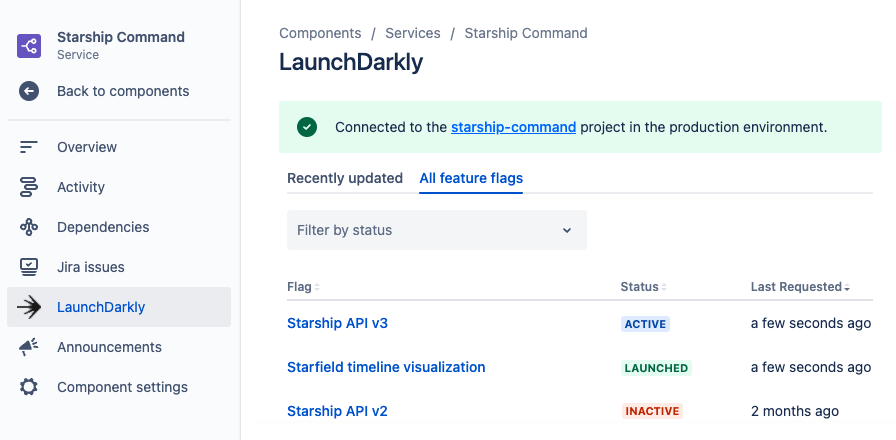 Starship Command
Service
Back to components
Overview
Activity
Dependencies
Jira issues
LaunchDarkly
Announcements
Component settings
Components / Services / Starship Command
LaunchDarkly
Connected to the starship-command project in the production environment.
Recently updated All feature flags
Filter by status
Flag Status Last Requested
Starship API v3 ACTIVE a few seconds ago
Starfield timeline visualization LAUNCHED a few seconds ago
Starship API v2 INACTIVE 2 months ago